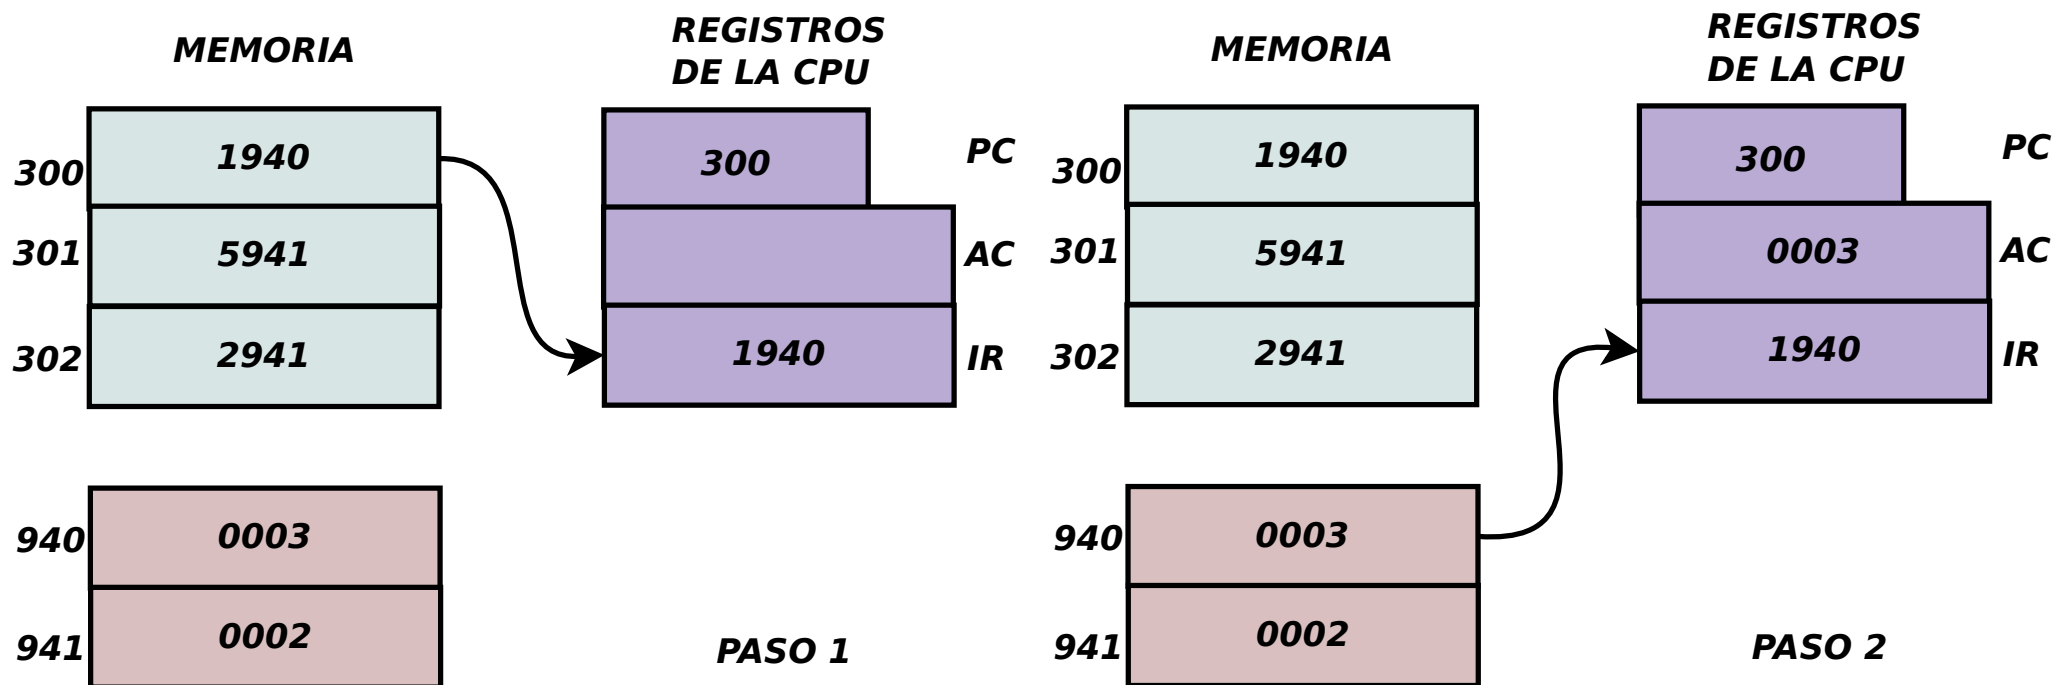 MEMORIA
REGISTROS
DE LA CPU
300
1940
300
PC
301
5941
AC
302
2941
1940
IR
940
0003
941
0002
PASO 1
MEMORIA
REGISTROS
DE LA CPU
300
1940
300
PC
301
5941
0003
AC
302
2941
1940
IR
940
0003
941
0002
PASO 2